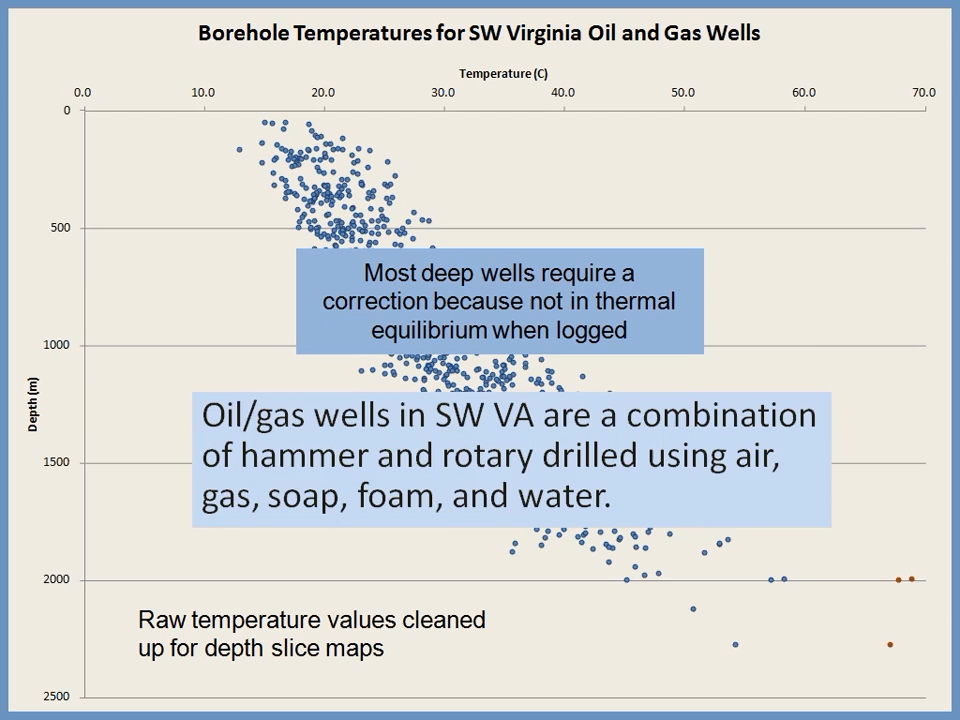 Borehole Temperatures for SW Virginia Oil and Gas Wells
Temperature (C)
0.0 10.0 20.0 30.0 40.0 50.0 60.0 70.0
0
500
Most deep wells require a
correction because not in thermal
equilibrium when logged
1000
Depth (m)
Oil/gas wells in SW VA are a combination
of hammer and rotary drilled using air,
gas, soap, foam, and water.
1500
2000
Raw temperature values cleaned
up for depth slice maps
2500